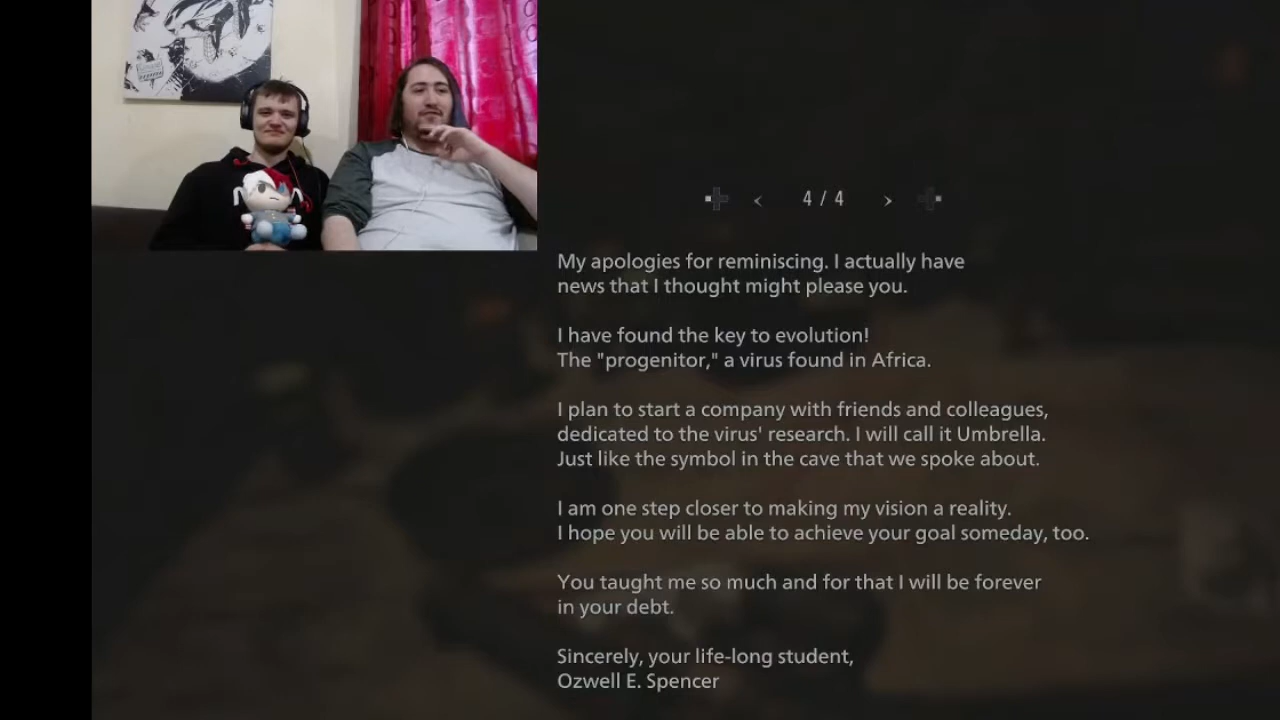 4 / 4
My apologies for reminiscing. I actually have
news that I thought might please you.
I have found the key to evolution!
The "progenitor," a virus found in Africa.
I plan to start a company with friends and colleagues,
dedicated to the virus' research. I will call it Umbrella.
Just like the symbol in the cave that we spoke about.
I am one step closer to making my vision a reality.
I hope you will be able to achieve your goal someday, too.
You taught me so much and for that I will be forever
in your debt.
Sincerely, your life-long student,
Ozwell E. Spencer